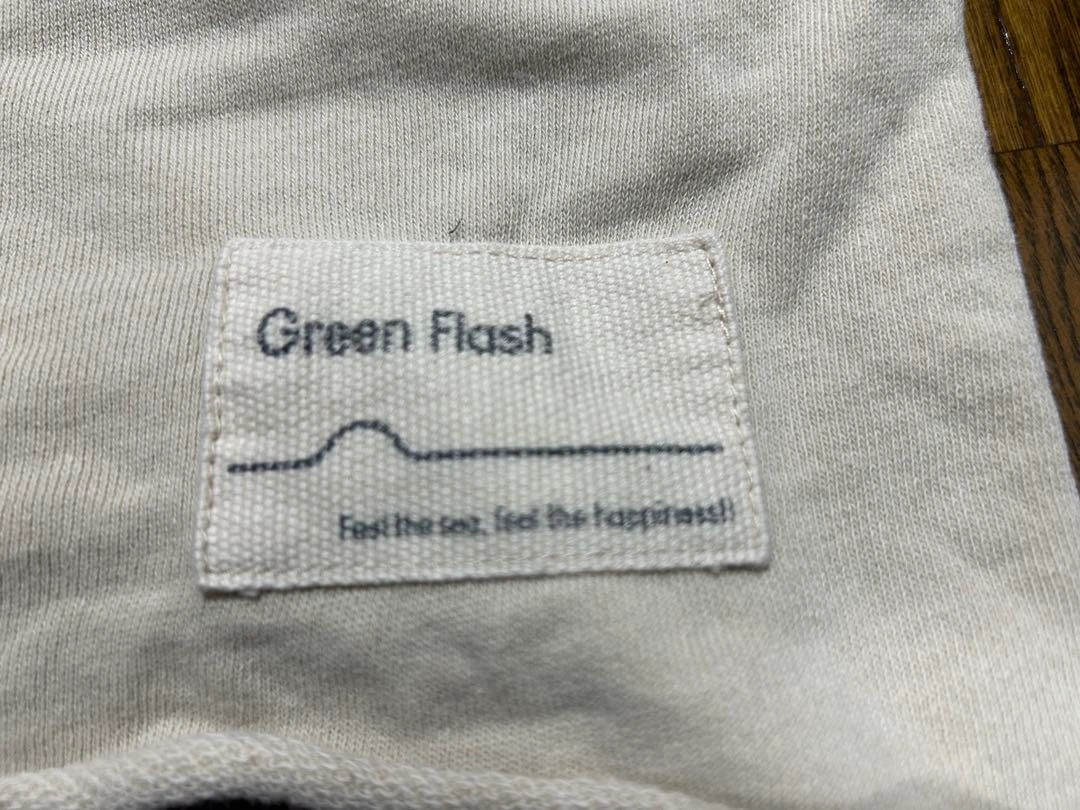 Green Flash
Feel the sea, feel the happiness!!